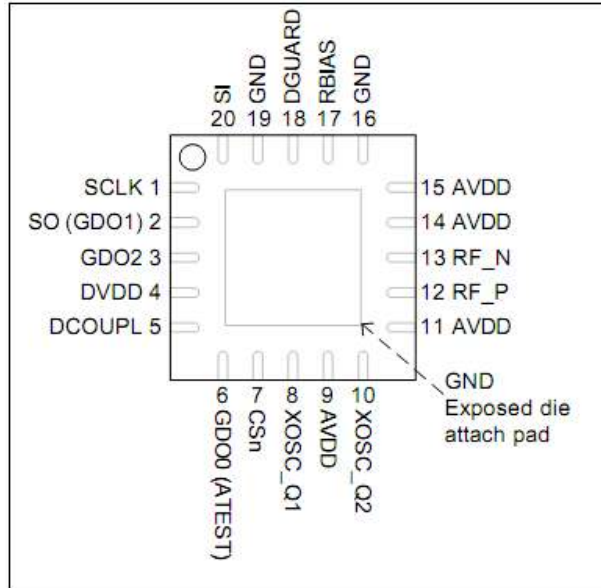 SI
20
GND
19
DGUARD
18
RBIAS
17
GND
16
SCLK 1
SO (GDO1) 2
GDO2 3
DVDD 4
DCOUPL 5
15 AVDD
14 AVDD
13 RF_N
12 RF_P
11 AVDD
6
GDO0 (ATEST)
7
CSn
8
XOSC_Q1
9
AVDD
10
XOSC_Q2
GND
Exposed die
attach pad